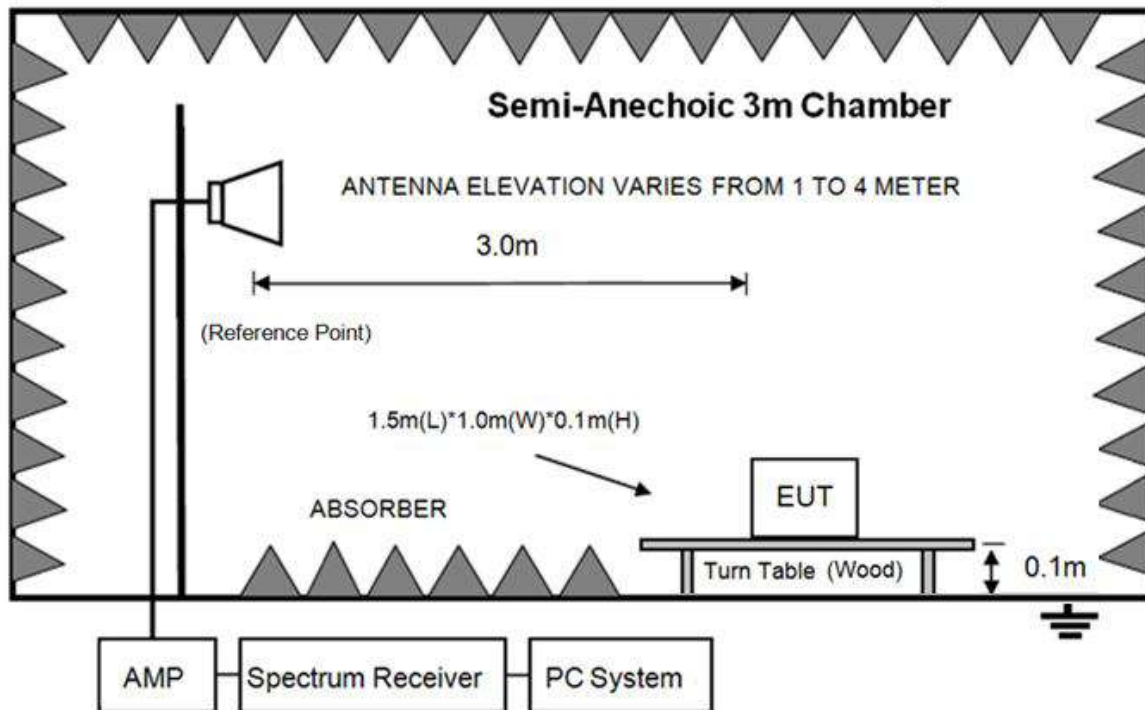 Semi-Anechoic 3m Chamber
ANTENNA ELEVATION VARIES FROM 1 TO 4 METER
3.0m
(Reference Point)
1.5m(L)*1.0m(W)*0.1m(H)
ABSORBER
EUT
Turn Table (Wood)
0.1m
AMP
Spectrum Receiver
PC System